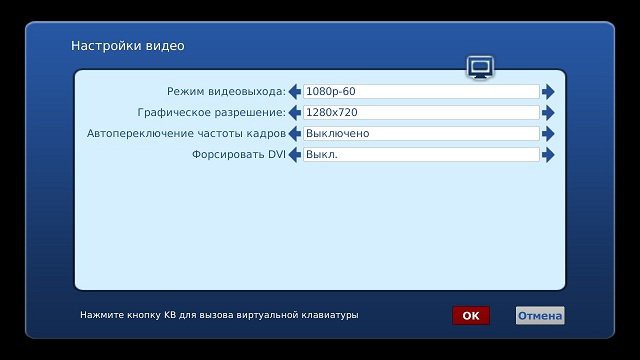 Настройки видео
Режим видеовыхода: 1080p-60
Графическое разрешение: 1280x720
Автопереключение частоты кадров Выключено
Форсировать DVI Выкл.
Нажмите кнопку KB для вызова виртуальной клавиатуры OK Отмена